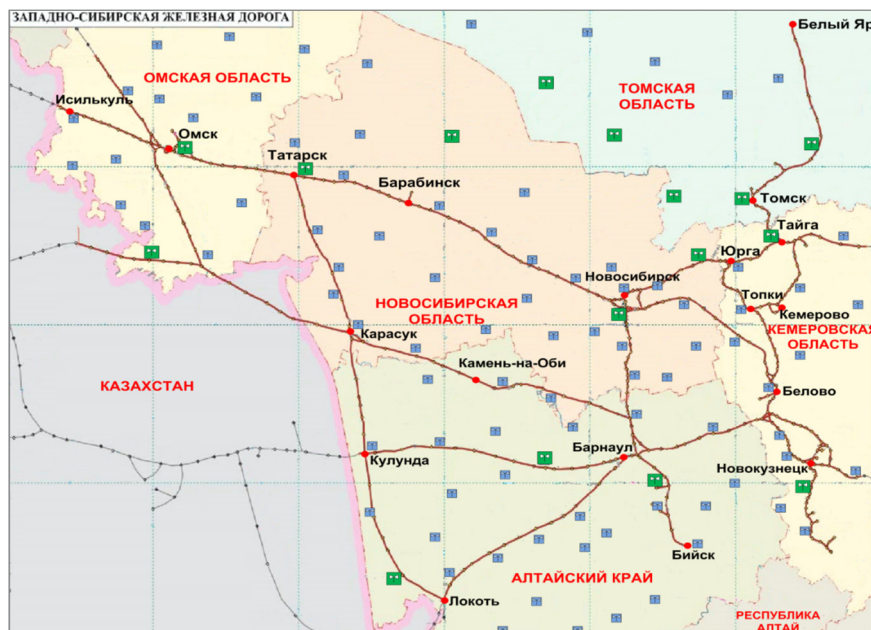 ЗАПАДНО-СИБИРСКАЯ ЖЕЛЕЗНАЯ ДОРОГА
Белый Яр
ОМСКАЯ ОБЛАСТЬ
ТОМСКАЯ
ОБЛАСТЬ
Исилькуль
Омск
Татарск
Барабинск
Томск
Тайга
Юрга
Новосибирск
Топки
Кемерово
НОВОСИБИРСКАЯ
ОБЛАСТЬ
КЕМЕРОВСКАЯ
ОБЛАСТЬ
Карасук
Камень-на-Оби
КАЗАХСТАН
Белово
Кулунда
Барнаул
Новокузнецк
Бийск
АЛТАЙСКИЙ КРАЙ
Локоть
РЕСПУБЛИКА
АЛТАЙ